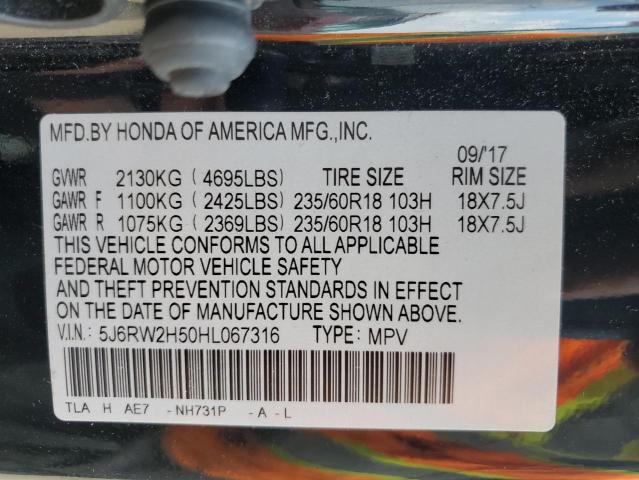 MFD.BY HONDA OF AMERICA MFG.,INC.
09/'17
GVWR 2130KG ( 4695LBS) TIRE SIZE RIM SIZE
GAWR F 1100KG ( 2425LBS) 235/60R18 103H 18X7.5J
GAWR R 1075KG ( 2369LBS) 235/60R18 103H 18X7.5J
THIS VEHICLE CONFORMS TO ALL APPLICABLE
FEDERAL MOTOR VEHICLE SAFETY
AND THEFT PREVENTION STANDARDS IN EFFECT
ON THE DATE OF MANUFACTURE SHOWN ABOVE.
V.I.N.: 5J6RW2H50HL067316 TYPE: MPV
TLA H AE7 - NH731P - A - L